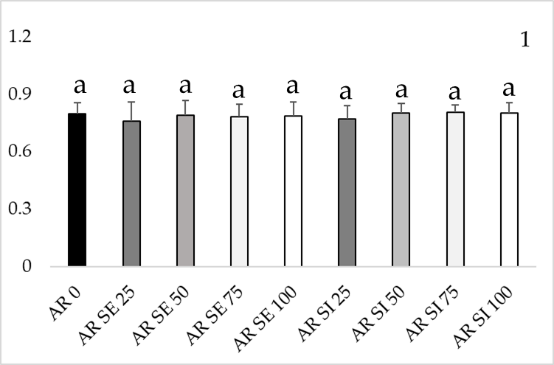 1.2
1
0.9
a a a a a a a a a
0.6
0.3
0
AR 0
AR SE 25
AR SE 50
AR SE 75
AR SE 100
AR SI 25
AR SI 50
AR SI 75
AR SI 100